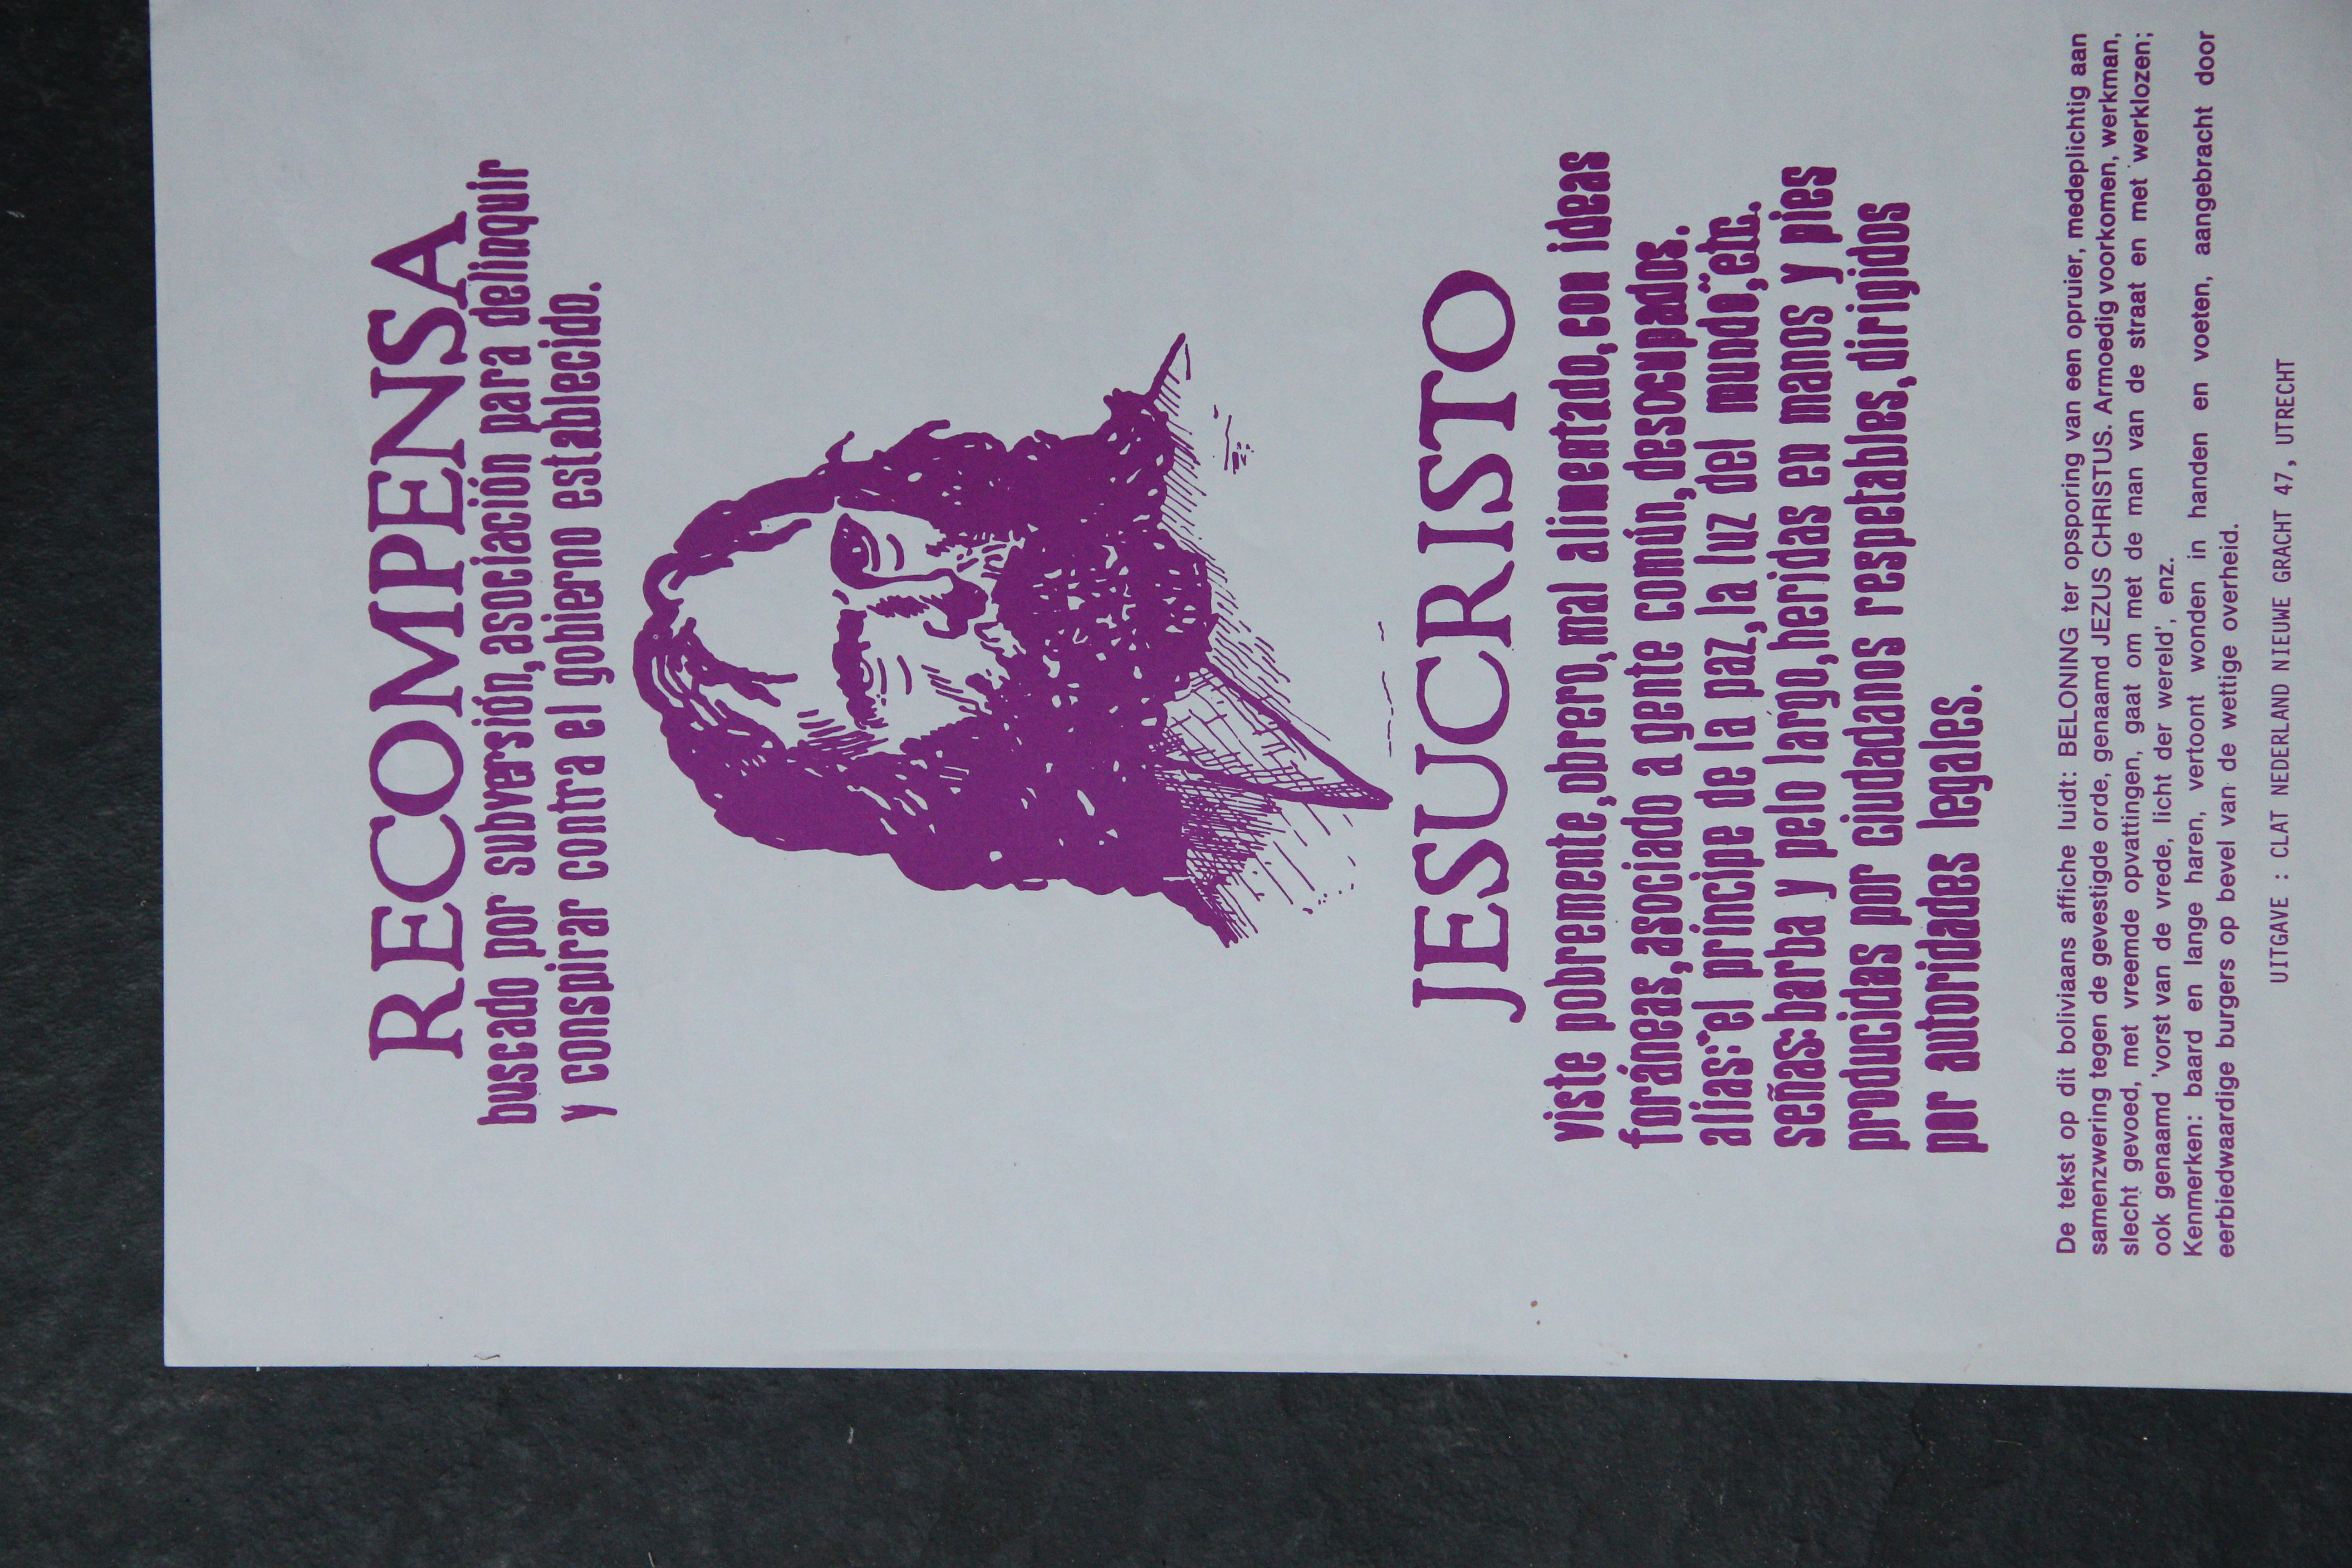 RECOMPENSA
buscado por subversión,asociación para delinquir
y conspirar contra el gobierno establecido.
JESUCRISTO
viste pobremente,obrero,mal alimentado,con ideas
foráneas,asociado a gente común,desocupados.
alias:"el príncipe de la paz,la luz del mundo",etc.
señas:barba y pelo largo,heridas en manos y pies
producidas por ciudadanos respetables,dirigidos
por autoridades legales.
De tekst op dit boliviaans affiche luidt: BELONING ter opsporing van een opruier, medeplichtig aan
samenzwering tegen de gevestigde orde, genaamd JEZUS CHRISTUS. Armoedig voorkomen, werkman,
slecht gevoed, met vreemde opvattingen, gaat om met de man van de straat en met werklozen;
ook genaamd 'vorst van de vrede, licht der wereld', enz.
Kenmerken: baard en lange haren, vertoont wonden in handen en voeten, aangebracht door
eerbiedwaardige burgers op bevel van de wettige overheid.
UITGAVE : CLAT NEDERLAND NIEUWE GRACHT 47, UTRECHT